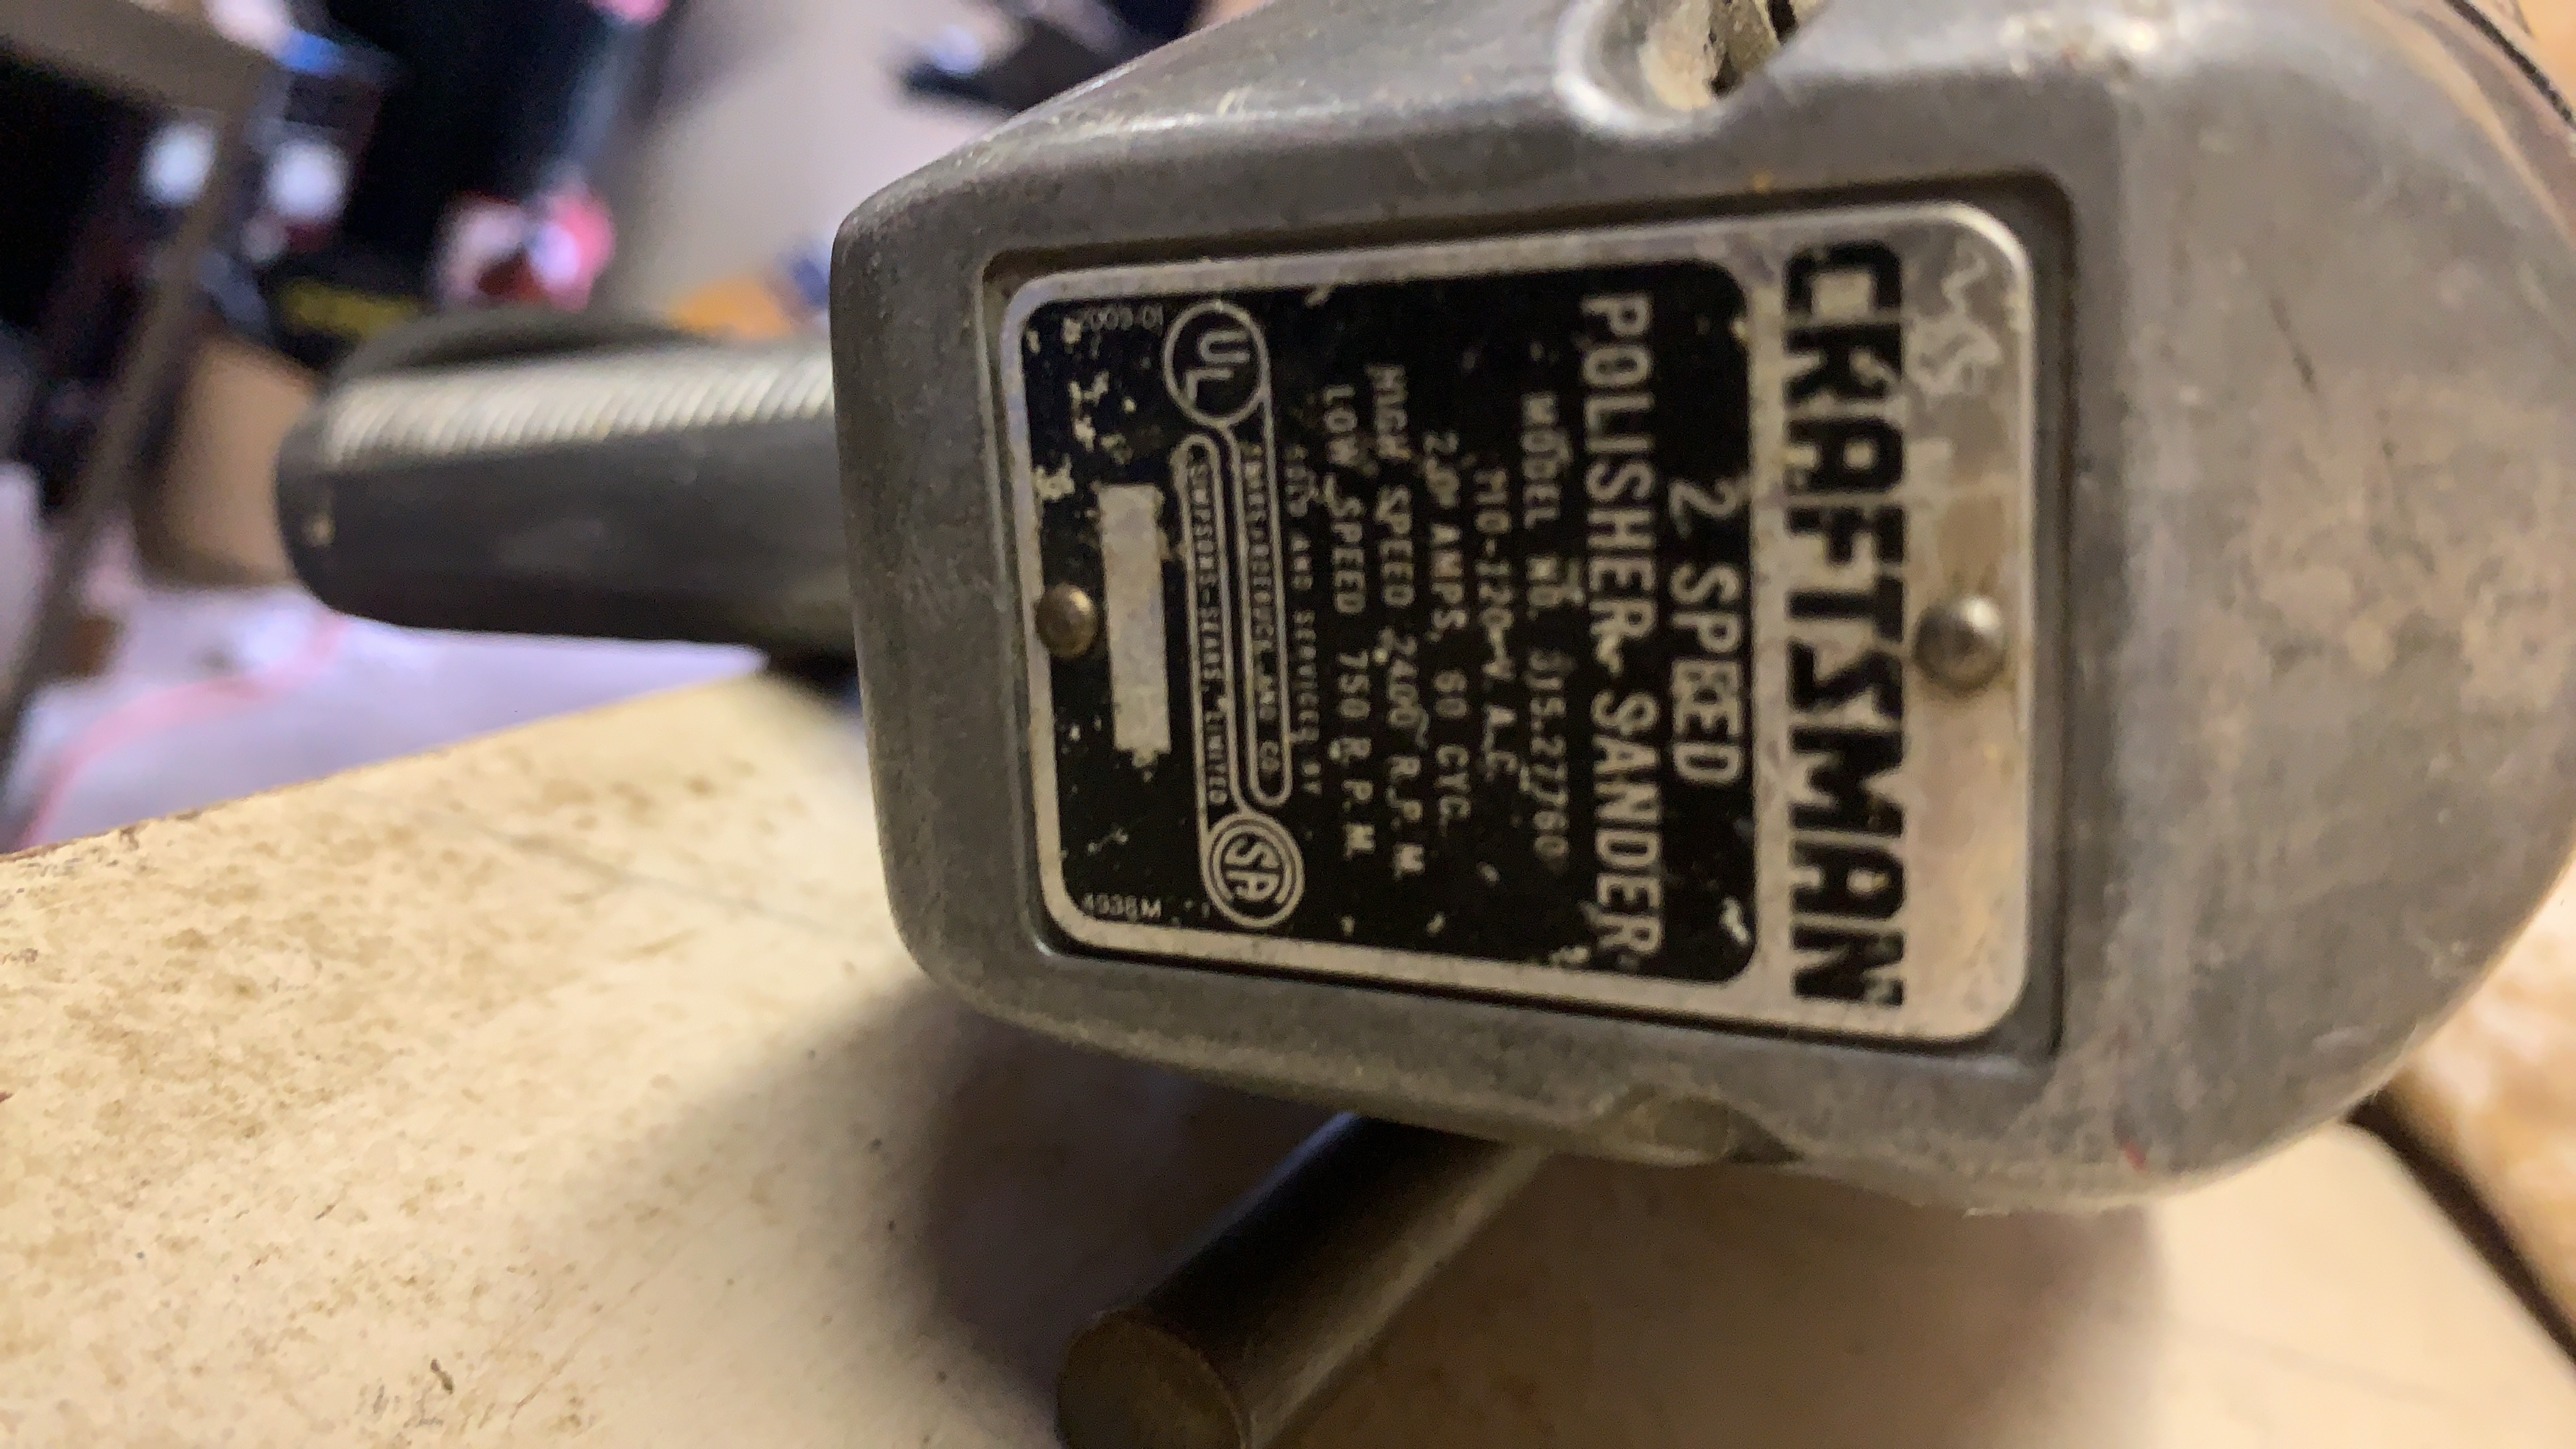 CRAFTSMAN
2 SPEED
POLISHER-SANDER
MODEL NO. 315.27760
110-120 V. A.C.
2.0 AMPS, 60 CYC.
HIGH SPEED 2400 R.P.M.
LOW SPEED 750 R.P.M.
SOLD AND SERVICED BY
UL SEARS, ROEBUCK AND CO.
SIMPSONS-SEARS, LIMITED SA
4938M